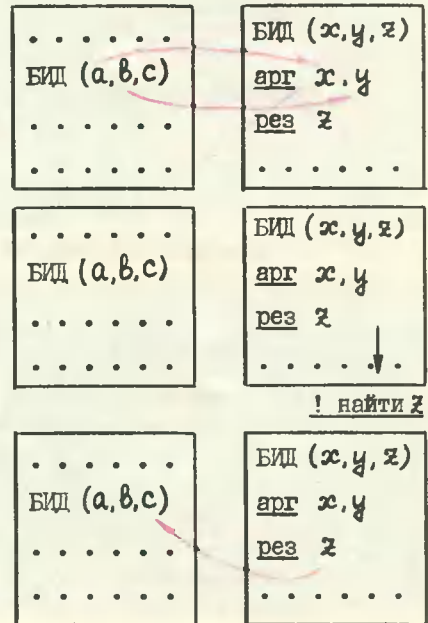 . . . . . .
БИД (a,b,c)
. . . . . .
. . . . . .
БИД (x,y,z)
арг x,y
рез z
. . . . . .
. . . . . .
БИД (a,b,c)
. . . . . .
. . . . . .
БИД (x,y,z)
арг x,y
рез z
. . . . . .
! найти z
. . . . . .
БИД (a,b,c)
. . . . . .
. . . . . .
БИД (x,y,z)
арг x,y
рез z
. . . . . .